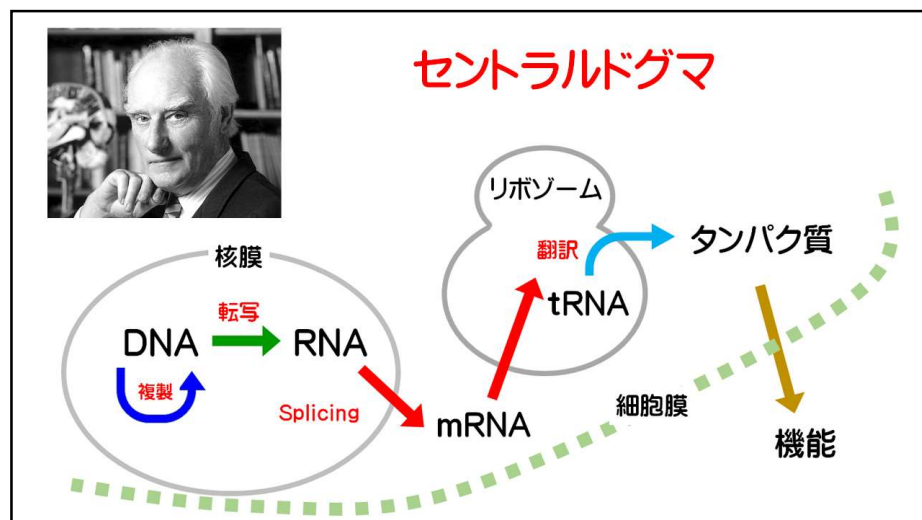 セントラルドグマ
リボゾーム
核膜
翻訳
タンパク質
転写
tRNA
DNA
RNA
複製
Splicing
mRNA
細胞膜
機能